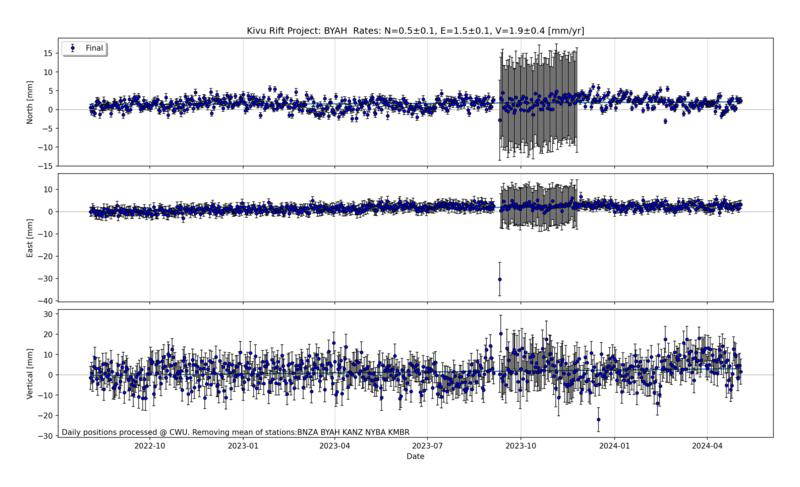 Kivu Rift Project: BYAH Rates: N=0.5±0.1, E=1.5±0.1, V=1.9±0.4 [mm/yr]
Final
North [mm]
15
10
5
0
−5
−10
−15
East [mm]
10
0
−10
−20
−30
−40
Vertical [mm]
30
20
10
0
−10
−20
−30
Daily positions processed @ CWU. Removing mean of stations:BNZA BYAH KANZ NYBA KMBR
2022-10 2023-01 2023-04 2023-07 2023-10 2024-01 2024-04
Date